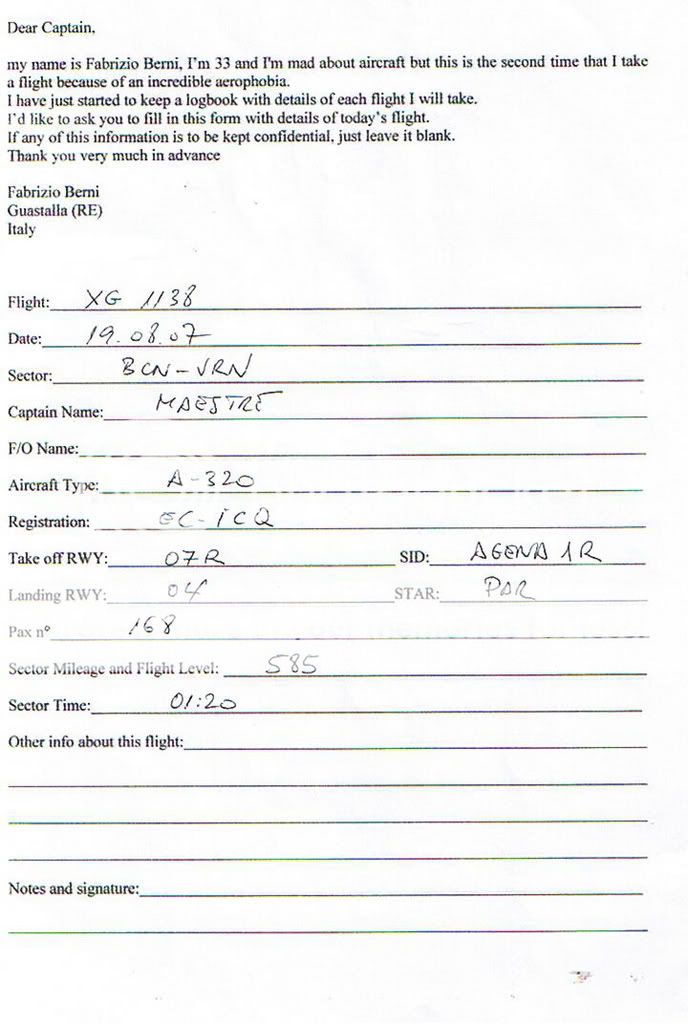 Dear Captain,
my name is Fabrizio Berni, I'm 33 and I'm mad about aircraft but this is the second time that I take
a flight because of an incredible aerophobia.
I have just started to keep a logbook with details of each flight I will take.
I'd like to ask you to fill in this form with details of today's flight.
If any of this information is to be kept confidential, just leave it blank.
Thank you very much in advance
Fabrizio Berni
Guastalla (RE)
Italy
Flight: XG 1138
Date: 19.08.07
Sector: BCN-VRN
Captain Name: MAESTRE
F/O Name:
Aircraft Type: A-320
Registration: EC-ICQ
Take off RWY: 07R SID: AGENA 1R
Landing RWY: 04 STAR: PAR
Pax n° 168
Sector Mileage and Flight Level: 585
Sector Time: 01:20
Other info about this flight:
Notes and signature: